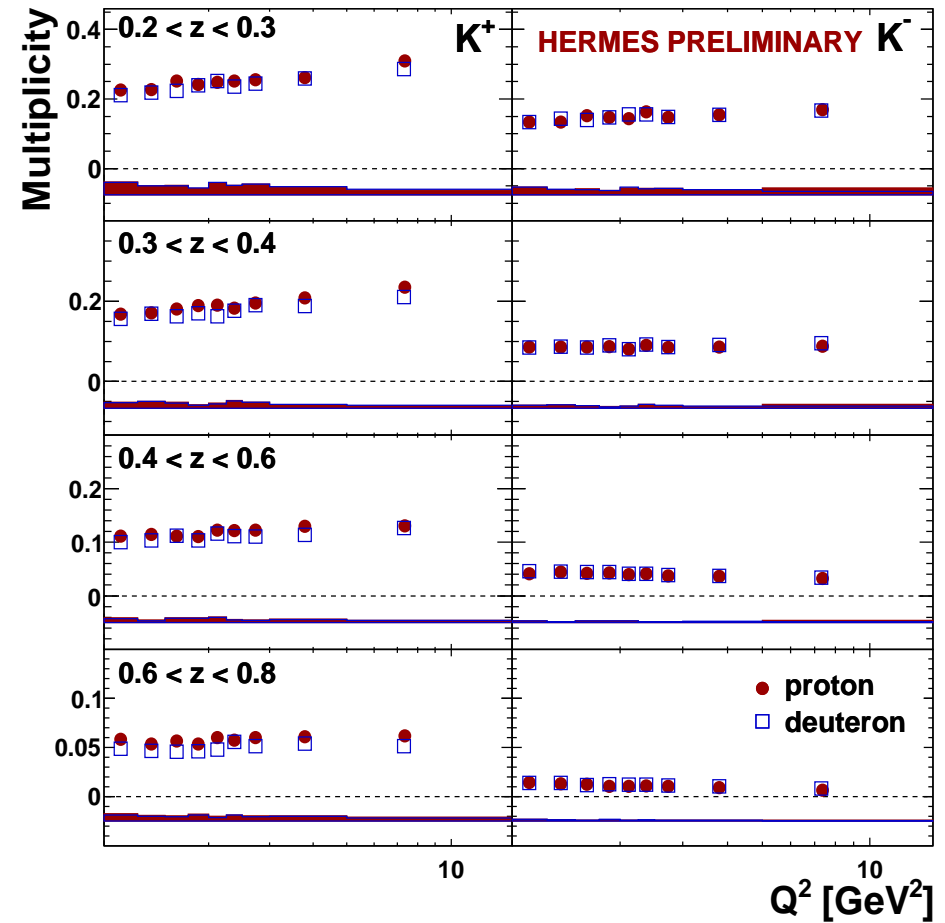 Multiplicity
0.2 < z < 0.3
K+
HERMES PRELIMINARY K-
0.4
0.2
0
0.3 < z < 0.4
0.2
0
0.4 < z < 0.6
0.2
0.1
0
0.6 < z < 0.8
0.1
0.05
0
proton
deuteron
10
10
Q² [GeV²]